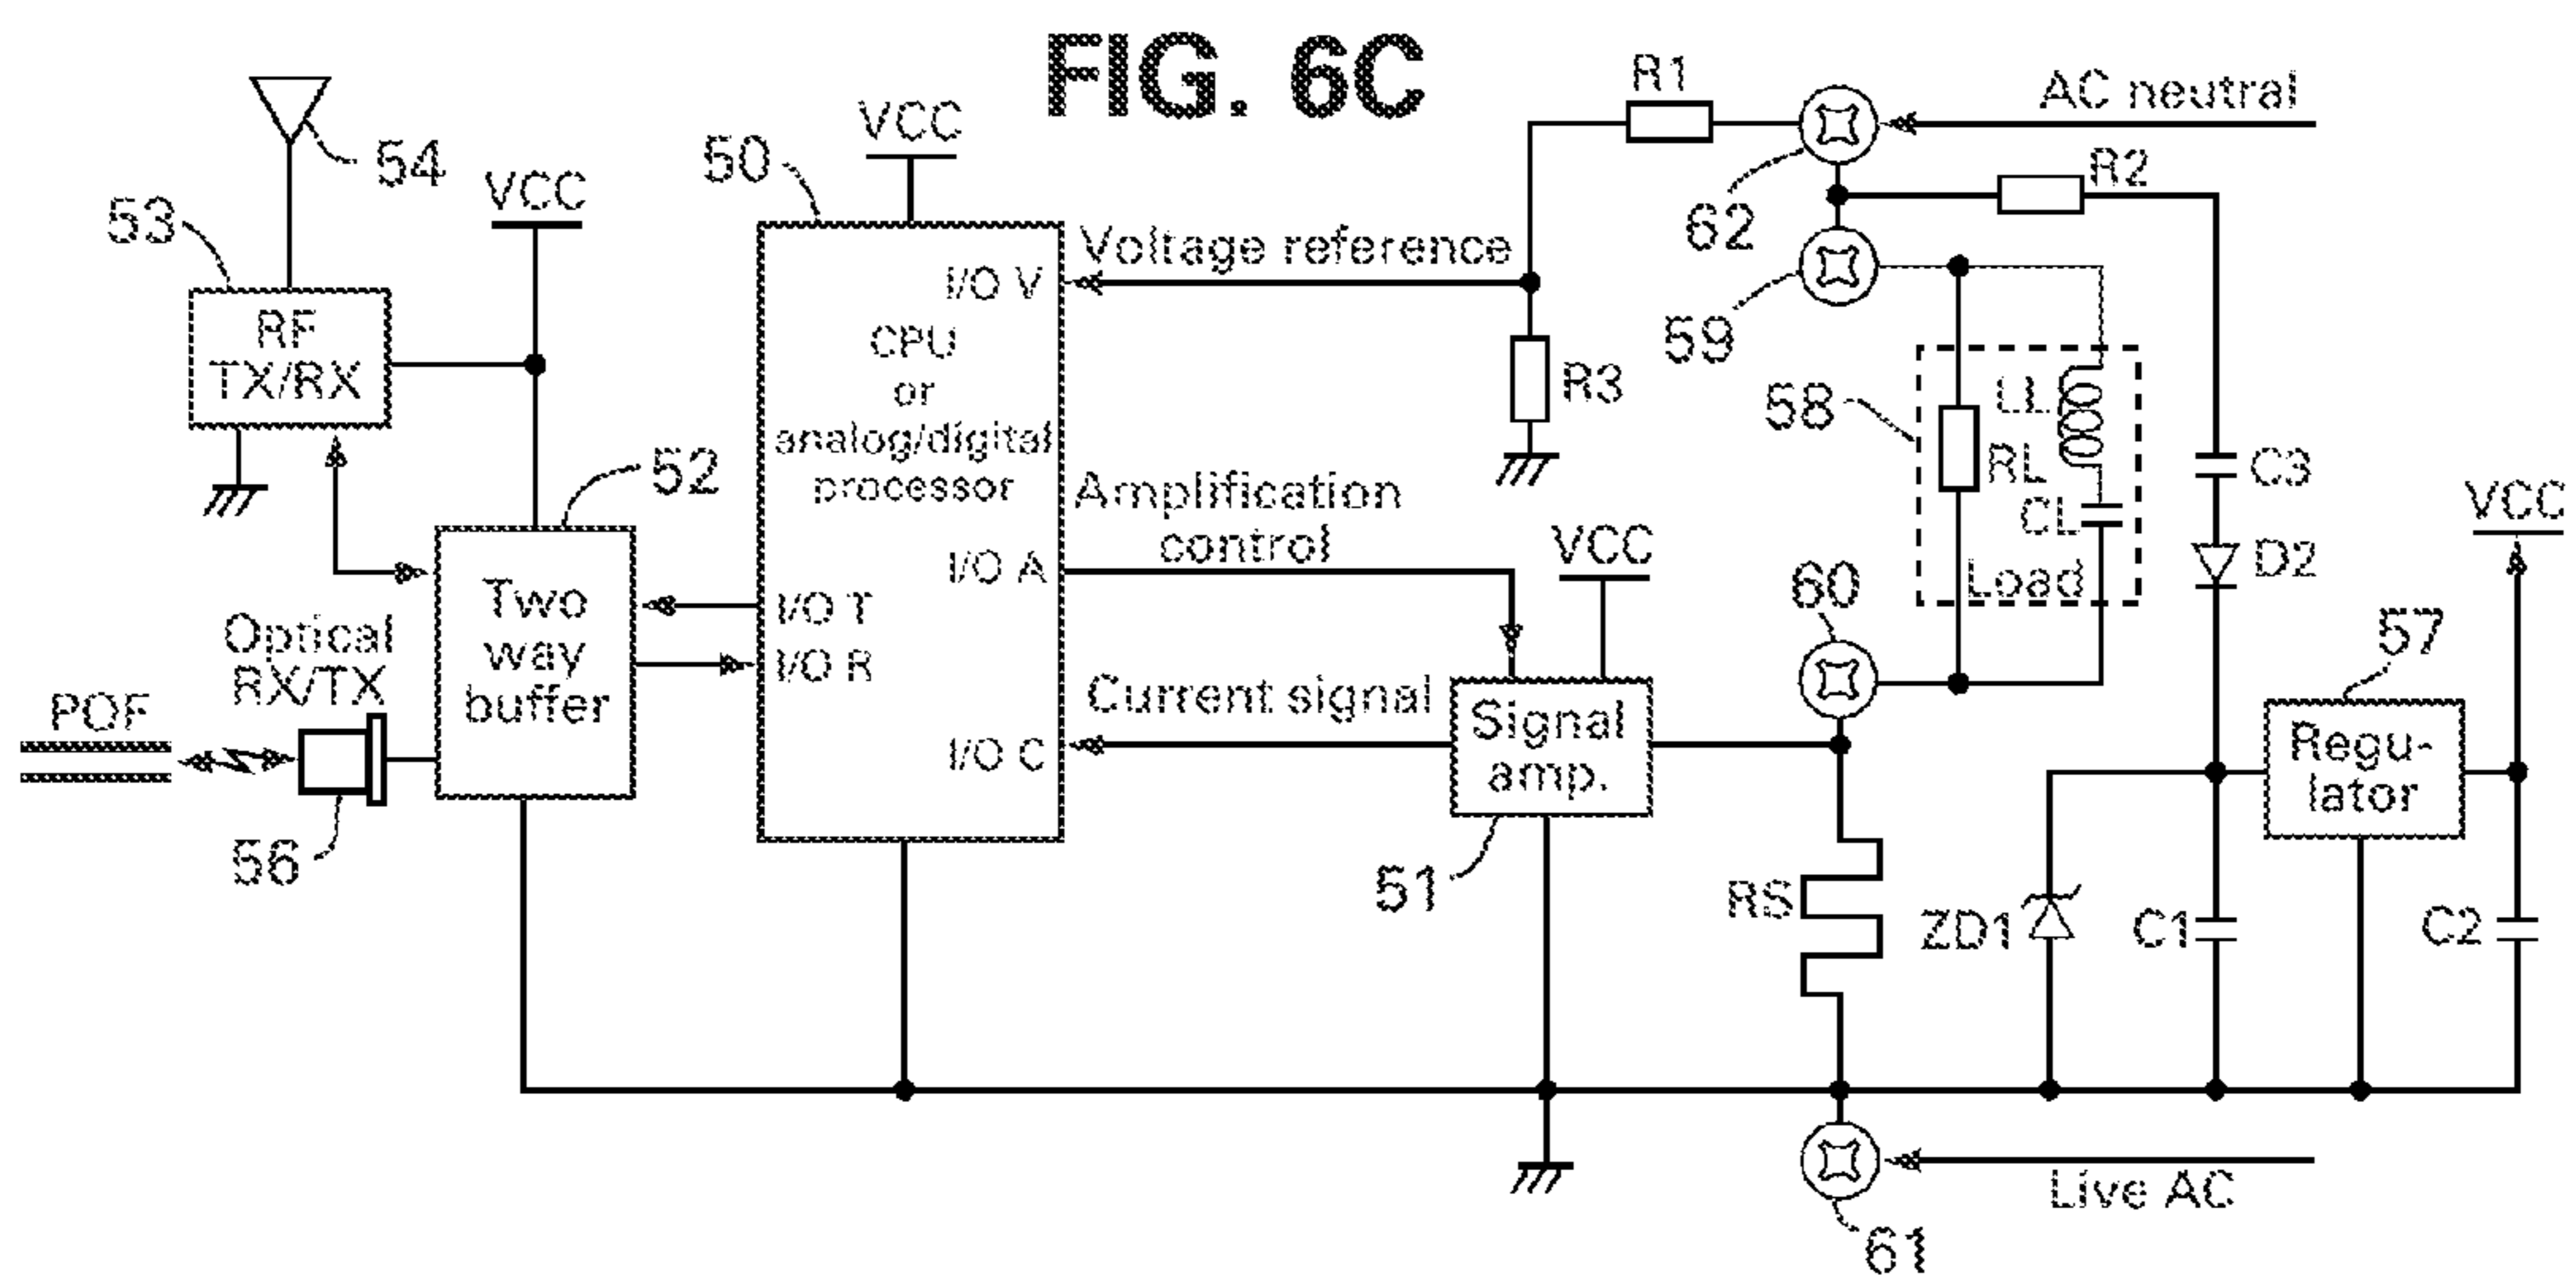 FIG. 6C
54
53
VCC
RF
TX/RX
52
Two
way
buffer
Optical
RX/TX
POF
56
50
VCC
I/O V
CPU
or
analog/digital
processor
I/O A
I/O T
I/O R
I/O C
Voltage reference
Amplification
control
Current signal
VCC
Signal
amp.
51
R1
AC neutral
62
R2
59
R3
58
LL
RL
CL
Load
C3
D2
60
VCC
57
Regu-
lator
RS
ZD1
C1
C2
Live AC
61